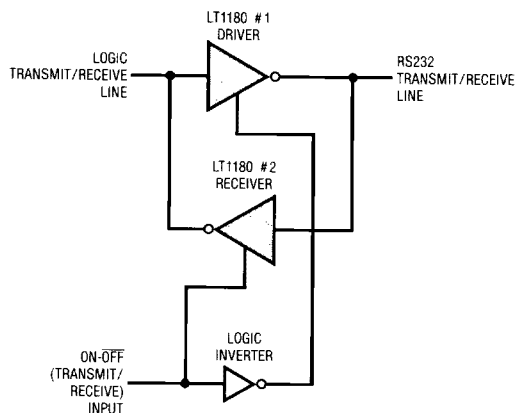 LT1180 #1
DRIVER
LOGIC
TRANSMIT/RECEIVE
LINE
RS232
TRANSMIT/RECEIVE
LINE
LT1180 #2
RECEIVER
LOGIC
INVERTER
ON-OFF
(TRANSMIT/
RECEIVE)
INPUT